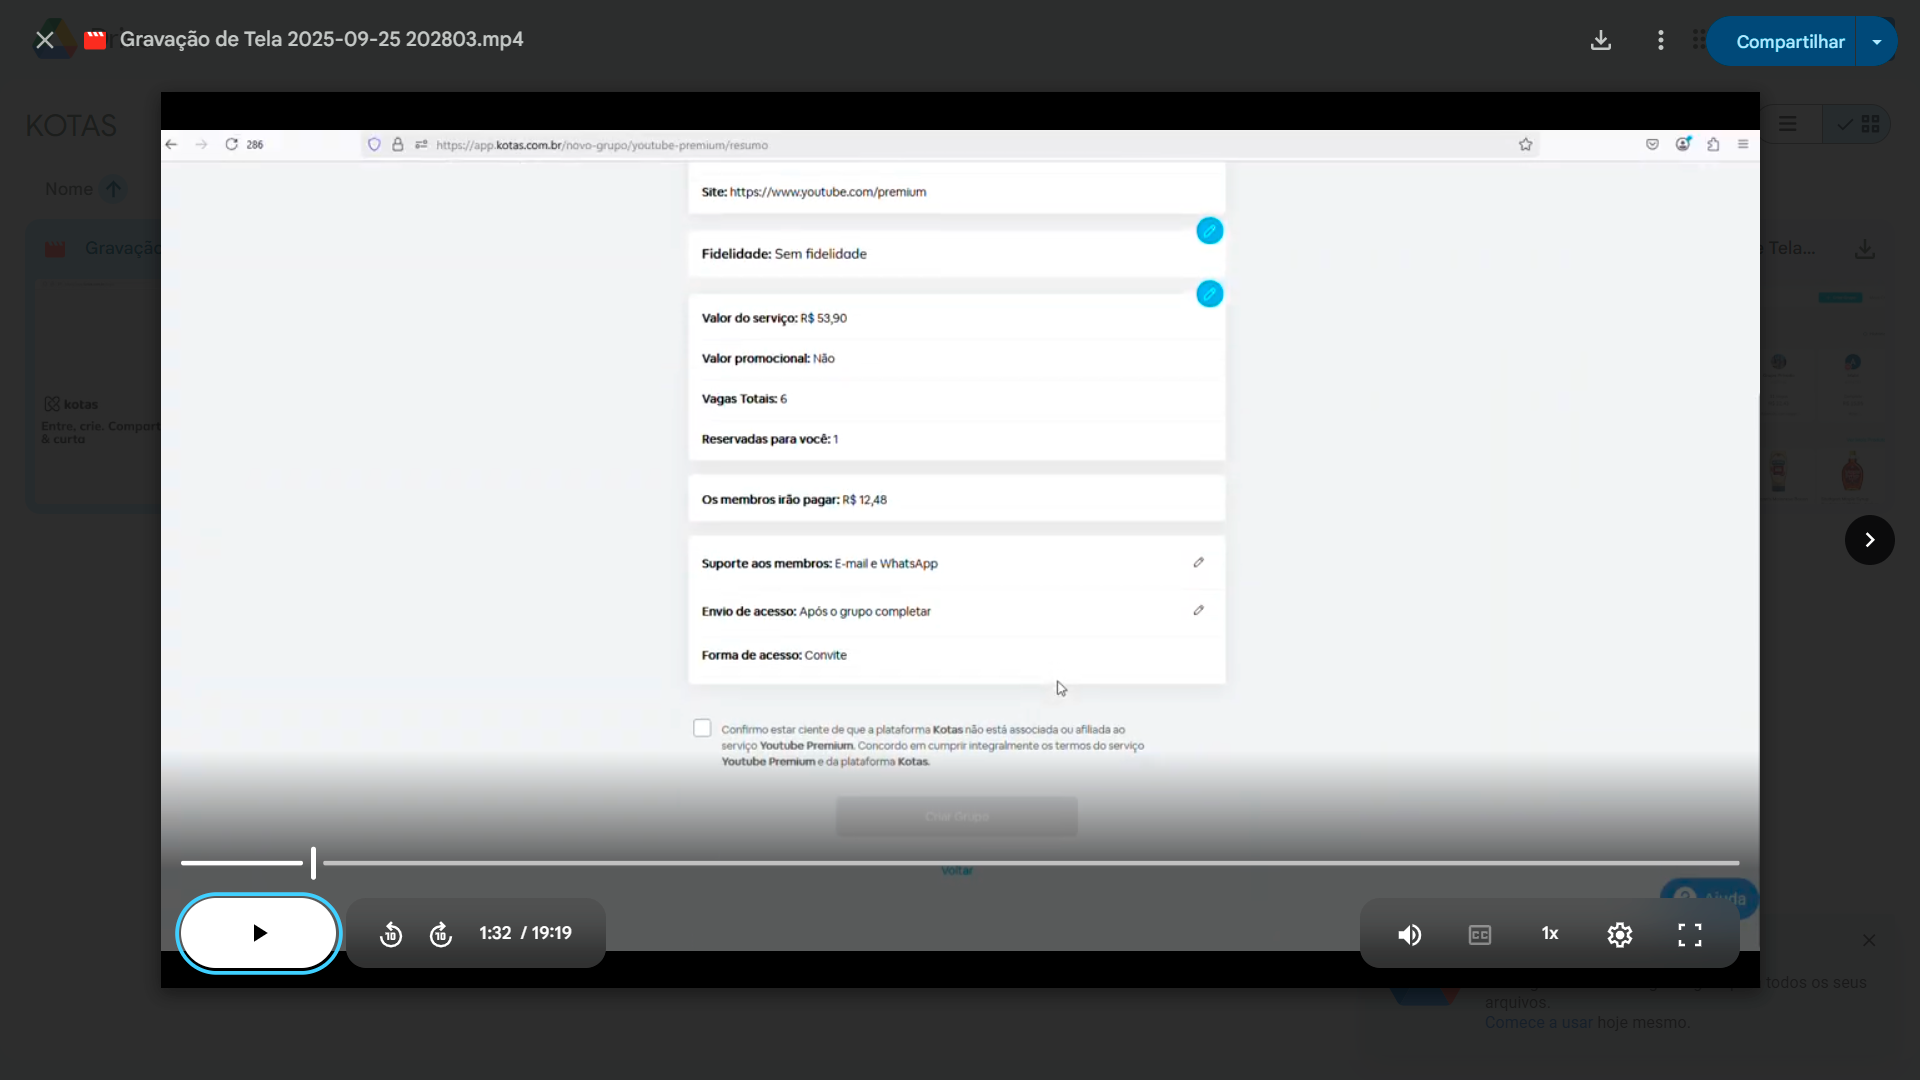 Gravação de Tela 2025-09-25 202803.mp4
Compartilhar
KOTAS
Nome
Gravação
Tela...
kotas
Entre, crie. Compart
& curta
286
https://app.kotas.com.br/novo-grupo/youtube-premium/resumo
Site: https://www.youtube.com/premium
Fidelidade: Sem fidelidade
Valor do serviço: R$ 53,90
Valor promocional: Não
Vagas Totais: 6
Reservadas para você: 1
Os membros irão pagar: R$ 12,48
Suporte aos membros: E-mail e WhatsApp
Envio de acesso: Após o grupo completar
Forma de acesso: Convite
Confirmo estar ciente de que a plataforma Kotas não está associada ou afiliada ao
serviço Youtube Premium. Concordo em cumprir integralmente os termos do serviço
Youtube Premium e da plataforma Kotas.
Criar Grupo
Voltar
Ajuda
10
10
1:32 / 19:19
CC
1x
todos os seus
arquivos.
Comece a usar hoje mesmo.